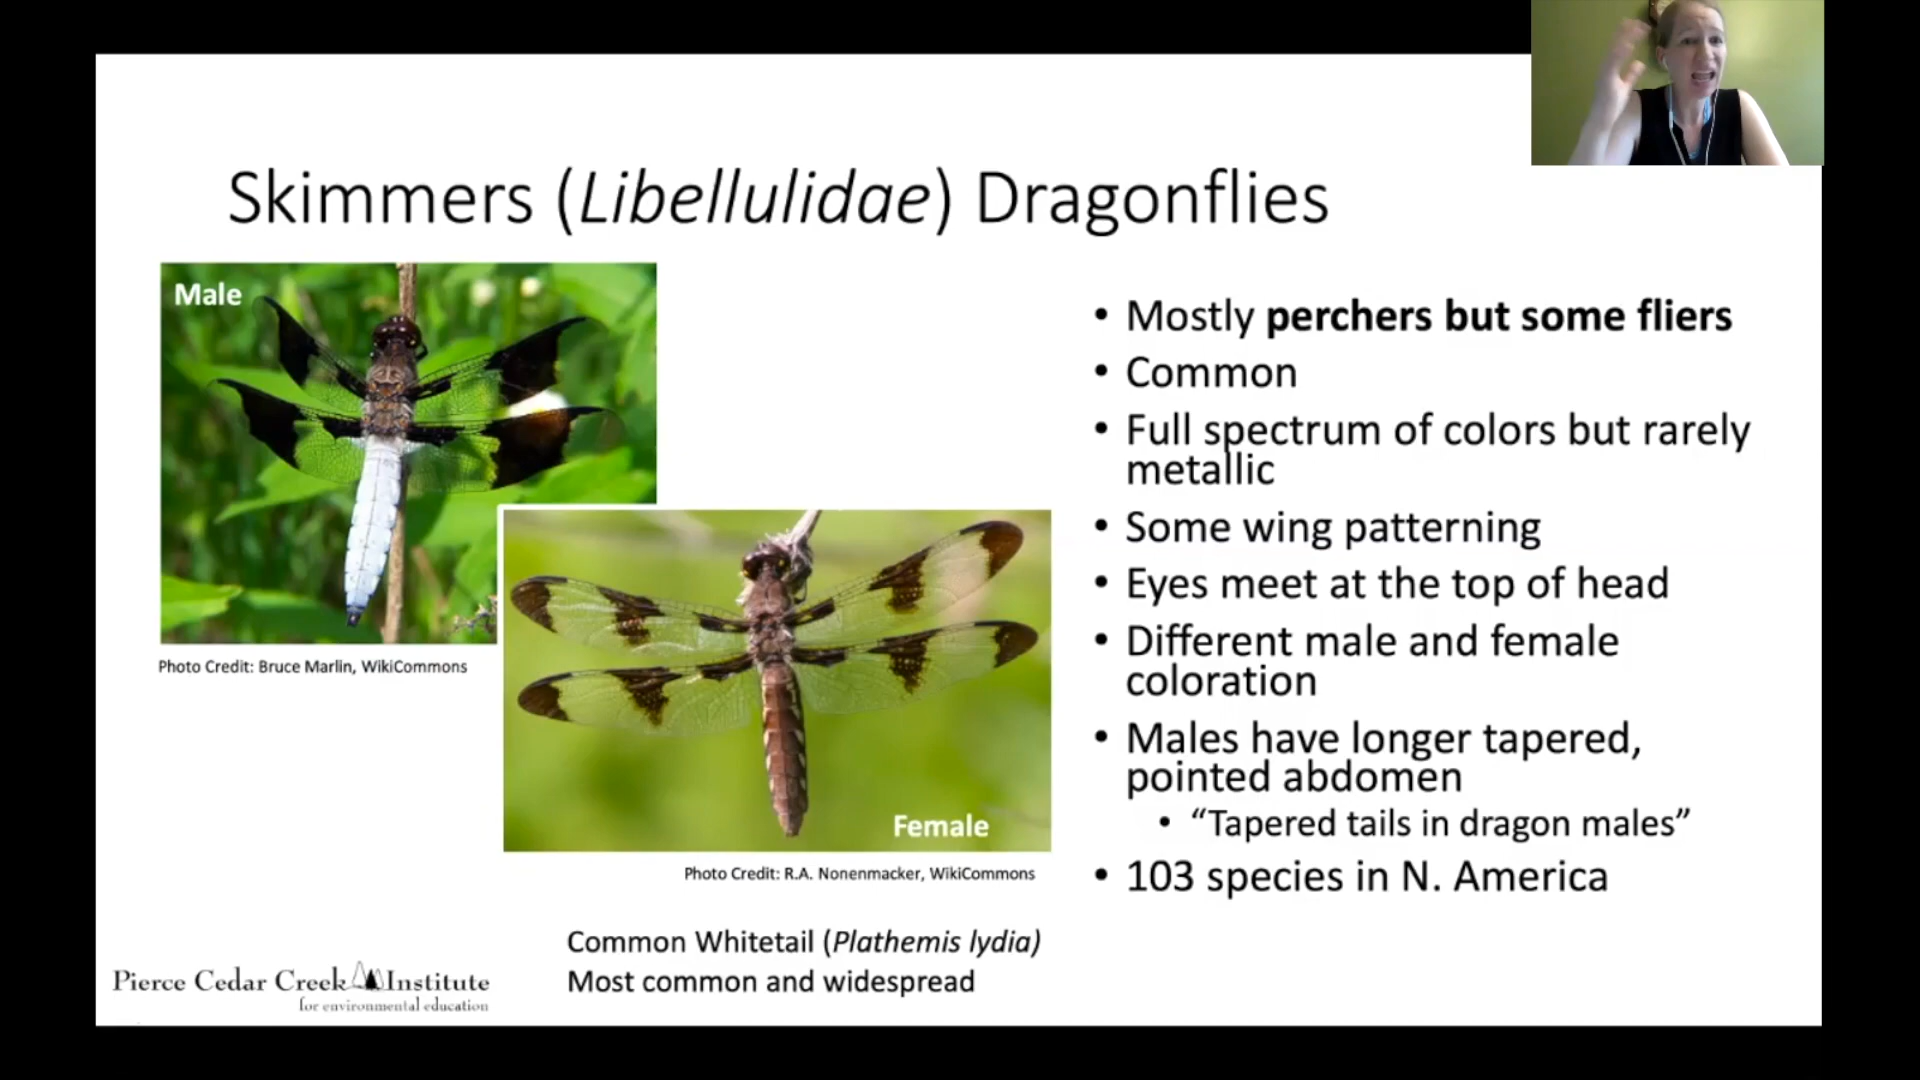 Skimmers (Libellulidae) Dragonflies
Male
Photo Credit: Bruce Marlin, WikiCommons
Female
Photo Credit: R.A. Nonenmacker, WikiCommons
Common Whitetail (Plathemis lydia)
Most common and widespread
• Mostly perchers but some fliers
• Common
• Full spectrum of colors but rarely
metallic
• Some wing patterning
• Eyes meet at the top of head
• Different male and female
coloration
• Males have longer tapered,
pointed abdomen
• “Tapered tails in dragon males”
• 103 species in N. America
Pierce Cedar Creek Institute
for environmental education